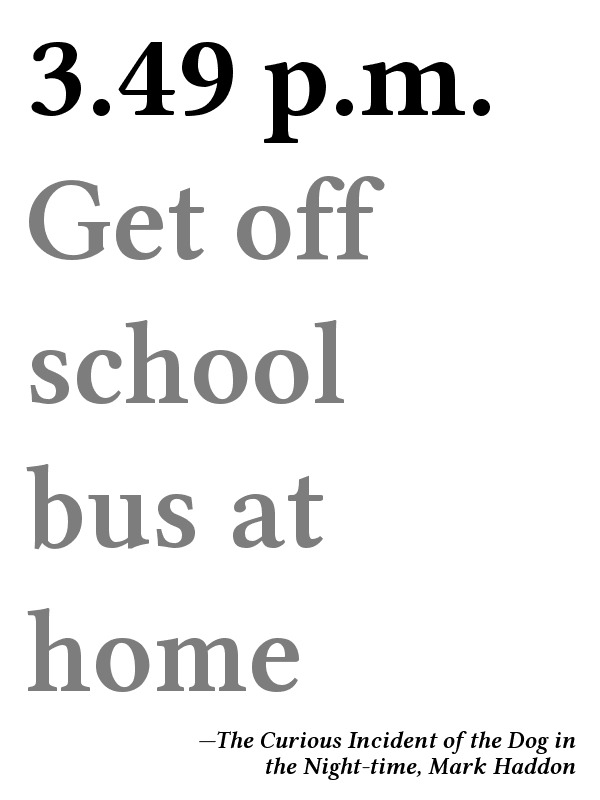 3.49 p.m.
Get off
school
bus at
home
—The Curious Incident of the Dog in
the Night-time, Mark Haddon